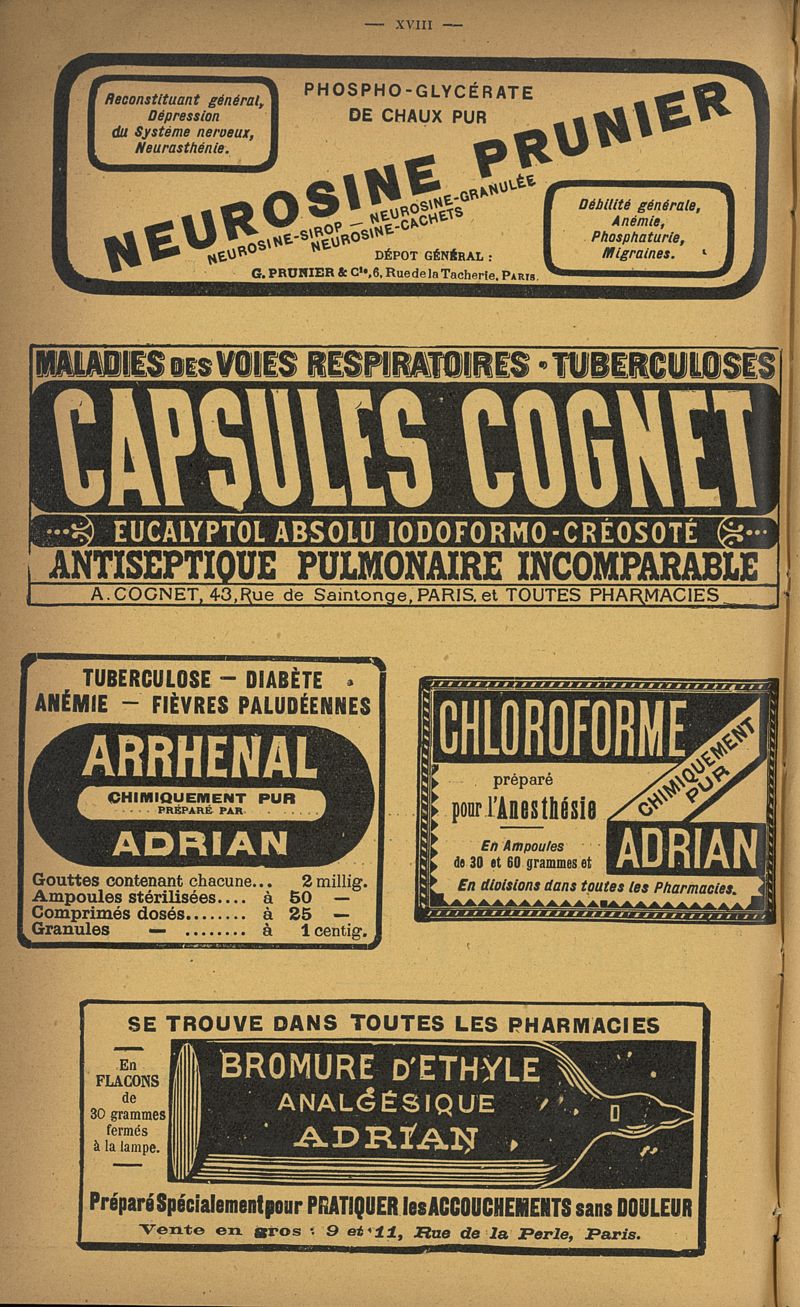 — XVIII —
Reconstituant général,
Dépression
du Système nerveux,
Neurasthénie.
PHOSPHO-GLYCÉRATE
DE CHAUX PUR
NEUROSINE PRUNIER
NEUROSINE-SIROP — NEUROSINE-GRANULÉE
NEUROSINE-CACHETS
DÉPOT GÉNÉRAL :
G. PRUNIER & Cie, 6, Rue de la Tacherie, PARIS.
Débilité générale,
Anémie,
Phosphaturie,
Migraines.
MALADIES DES VOIES RESPIRATOIRES - TUBERCULOSES
CAPSULES COGNET
EUCALYPTOL ABSOLU IODOFORMO-CRÉOSOTÉ
ANTISEPTIQUE PULMONAIRE INCOMPARABLE
A. COGNET, 43, Rue de Saintonge, PARIS, et TOUTES PHARMACIES
TUBERCULOSE — DIABÈTE
ANÉMIE — FIÈVRES PALUDÉENNES
ARRHENAL
CHIMIQUEMENT PUR
PRÉPARÉ PAR
ADRIAN
Gouttes contenant chacune... 2 millig.
Ampoules stérilisées.... à 50 —
Comprimés dosés........ à 25 —
Granules — ........ à 1 centig.
CHLOROFORME
CHIMIQUEMENT
PUR
préparé
pour l'Anesthésie
ADRIAN
En Ampoules
de 30 et 60 grammes et
En divisions dans toutes les Pharmacies.
SE TROUVE DANS TOUTES LES PHARMACIES
En
FLACONS
de
30 grammes
fermés
à la lampe.
BROMURE D'ETHYLE
ANALGÉSIQUE
ADRIAN
Préparé Spécialement pour PRATIQUER les ACCOUCHEMENTS sans DOULEUR
Vente en gros : 9 et 11, Rue de la Perle, Paris.